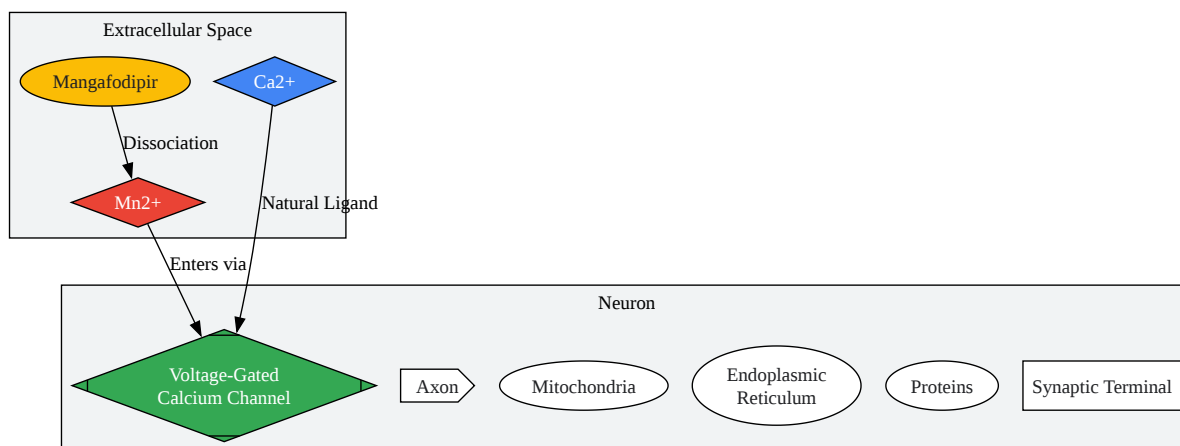 Extracellular Space
Mangafodipir
Ca2+
Dissociation
Mn2+
Natural Ligand
Enters via
Neuron
Voltage-Gated
Calcium Channel
Axon
Mitochondria
Endoplasmic
Reticulum
Proteins
Synaptic Terminal